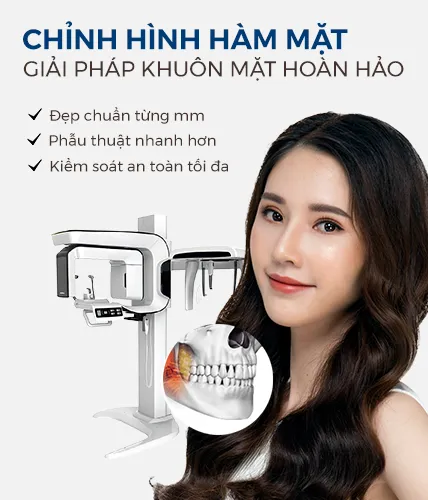 CHỈNH HÌNH HÀM MẶT
GIẢI PHÁP KHUÔN MẶT HOÀN HẢO
Đẹp chuẩn từng mm
Phẫu thuật nhanh hơn
Kiểm soát an toàn tối đa